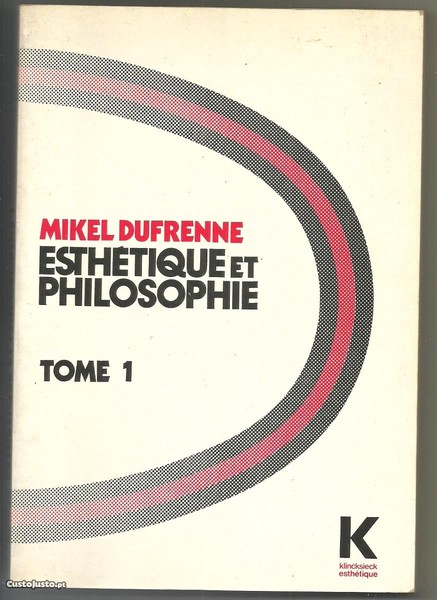 MIKEL DUFRENNE
ESTHÉTIQUE ET
PHILOSOPHIE
TOME 1
K
klincksieck
esthétique
CustoJusto.pt